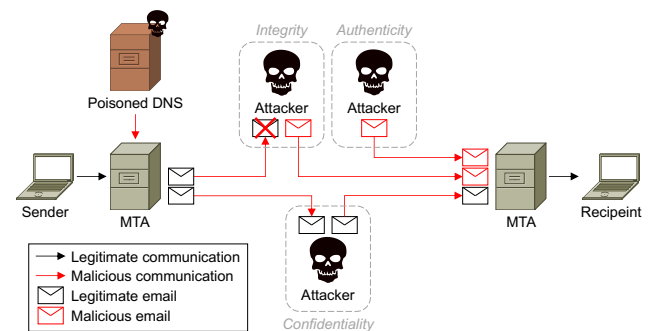 Integrity
Authenticity
Poisoned DNS
Attacker
Attacker
Sender
MTA
MTA
Recipeint
Attacker
Confidentiality
Legitimate communication
Malicious communication
Legitimate email
Malicious email